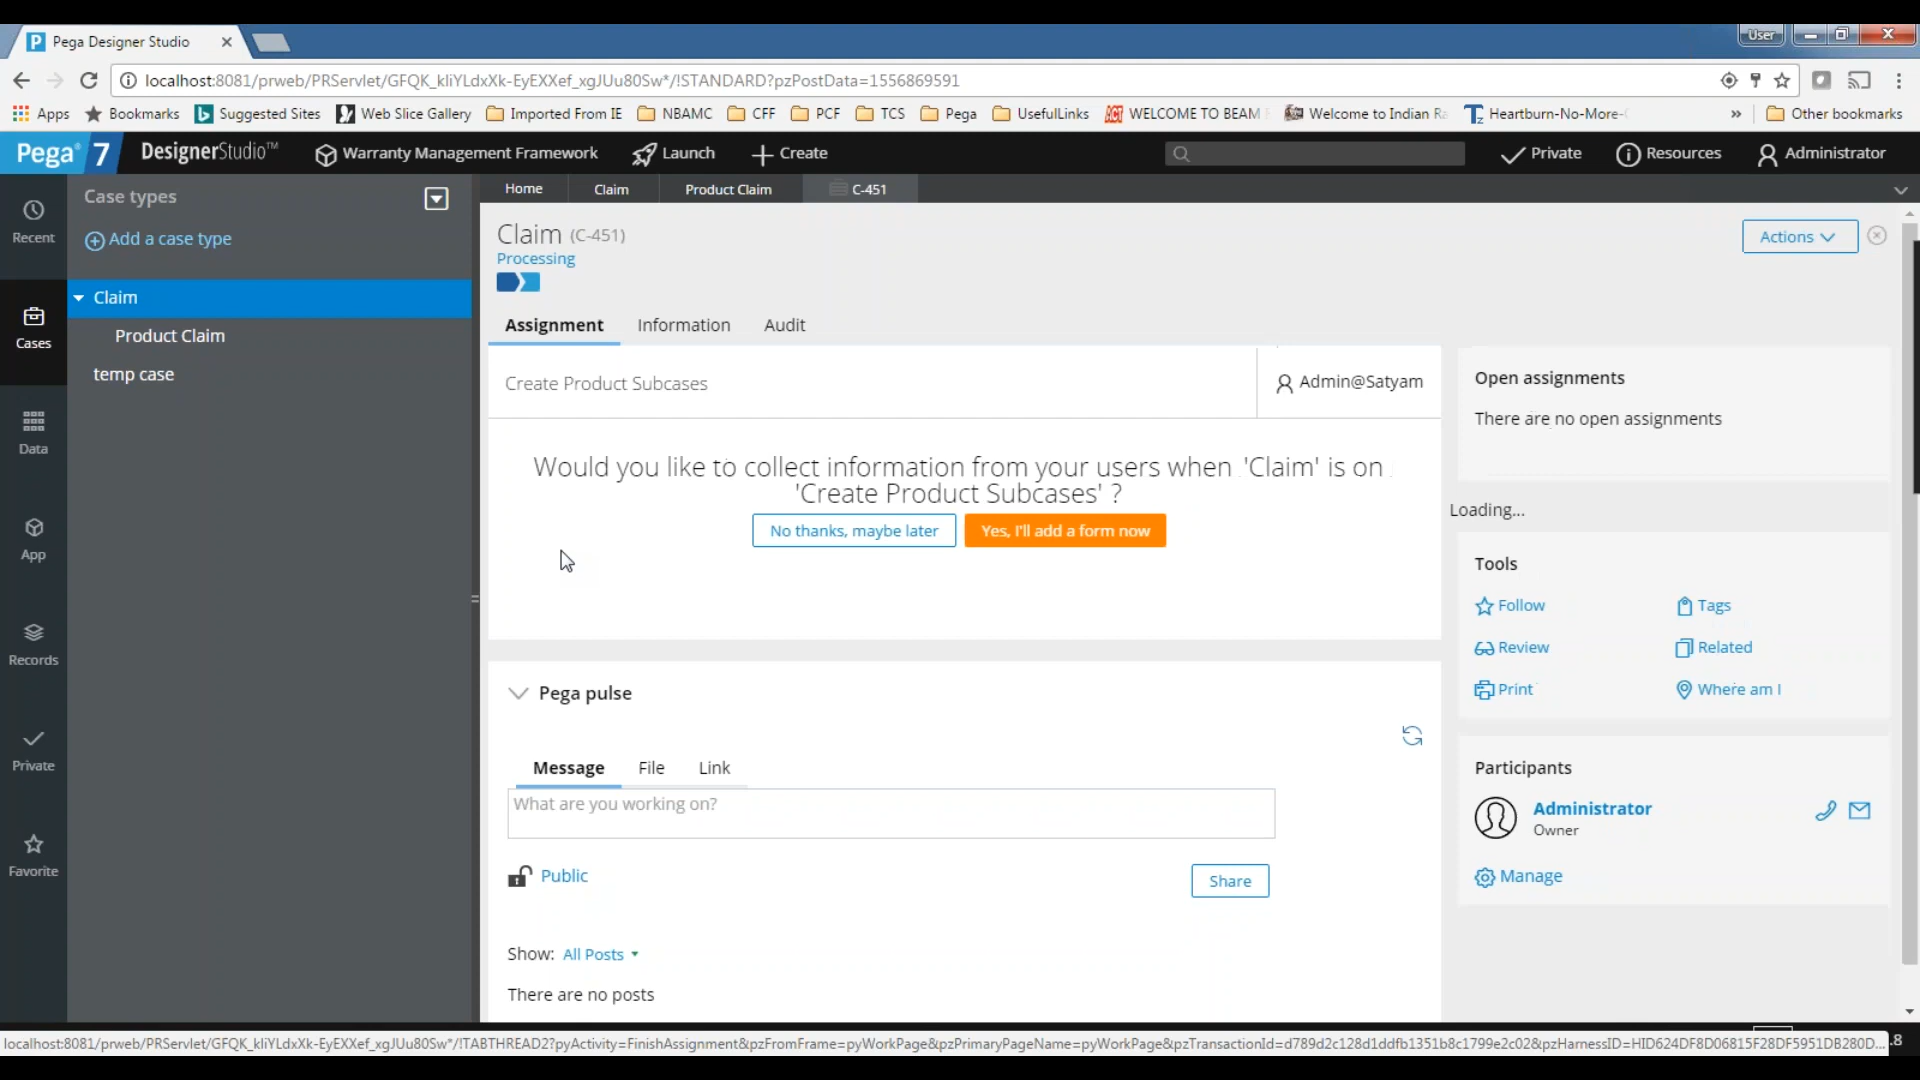 Pega Designer Studio
User
localhost:8081/prweb/PRServlet/GFQK_kliYLdxXk-EyEXXef_xgJUu80Sw*/!STANDARD?pzPostData=1556869591
Apps Bookmarks Suggested Sites Web Slice Gallery Imported From IE NBAMC CFF PCF TCS Pega UsefulLinks ACT WELCOME TO BEAM Welcome to Indian Ra Heartburn-No-More- » Other bookmarks
Pega 7 DesignerStudio™ Warranty Management Framework Launch Create Private Resources Administrator
Recent
Cases
Data
App
Records
Private
Favorite
Case types
Add a case type
Claim
Product Claim
temp case
Home Claim Product Claim C-451
Claim (C-451)
Actions
Processing
Assignment Information Audit
Create Product Subcases
Admin@Satyam
Would you like to collect information from your users when 'Claim' is on
'Create Product Subcases' ?
No thanks, maybe later Yes, I'll add a form now
Pega pulse
Message File Link
What are you working on?
Public
Share
Show: All Posts
There are no posts
Open assignments
There are no open assignments
Loading...
Tools
Follow Tags
Review Related
Print Where am I
Participants
Administrator
Owner
Manage
localhost:8081/prweb/PRServlet/GFQK_kliYLdxXk-EyEXXef_xgJUu80Sw*/!TABTHREAD2?pyActivity=FinishAssignment&pzFromFrame=pyWorkPage&pzPrimaryPageName=pyWorkPage&pzTransactionId=d789d2c128d1ddfb1351b8c1799e2c02&pzHarnessID=HID624DF8D06815F28DF5951DB280D...
.8